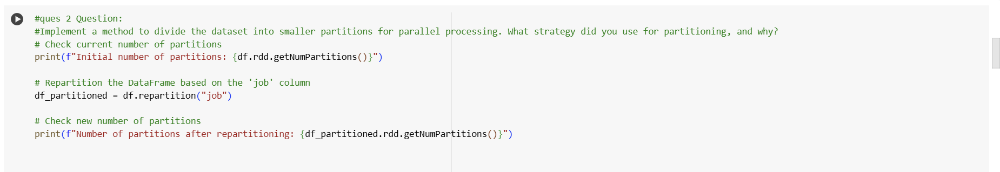 #ques 2 Question:
#Implement a method to divide the dataset into smaller partitions for parallel processing. What strategy did you use for partitioning, and why?
# Check current number of partitions
print(f"Initial number of partitions: {df.rdd.getNumPartitions()}")
# Repartition the DataFrame based on the 'job' column
df_partitioned = df.repartition("job")
# Check new number of partitions
print(f"Number of partitions after repartitioning: {df_partitioned.rdd.getNumPartitions()}")